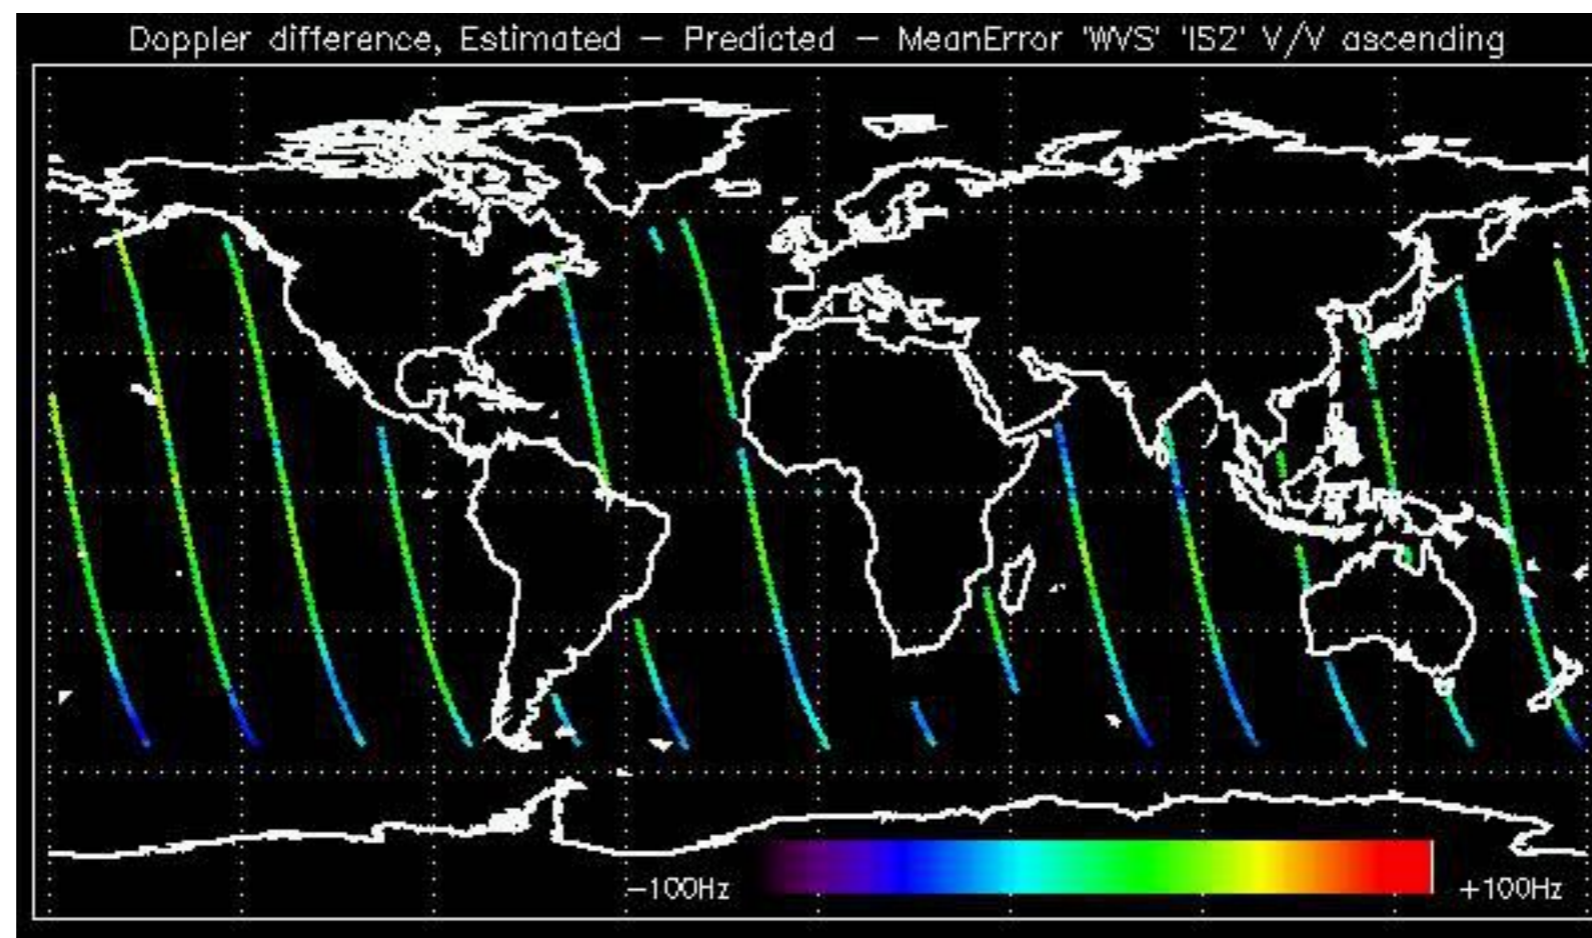 Doppler difference, Estimated – Predicted – MeanError 'WVS' 'IS2' V/V ascending
–100Hz
+100Hz